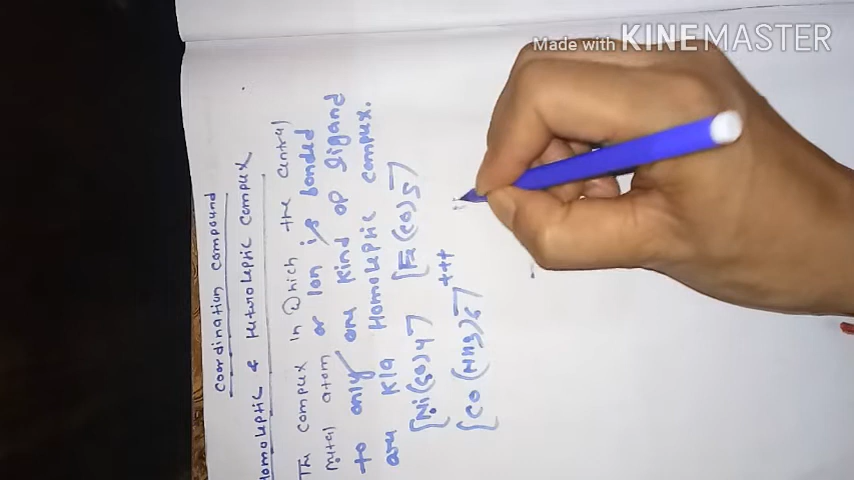 Made with KINEMASTER
Coordination compound
Homoleptic & Heteroleptic complex
The complex in which the central
metal atom or Ion is bonded
to only one kind of ligand
are K/a Homoleptic complex.
[Ni(CO)4] [Fe(CO)5]
[CO(NH3)6]+++